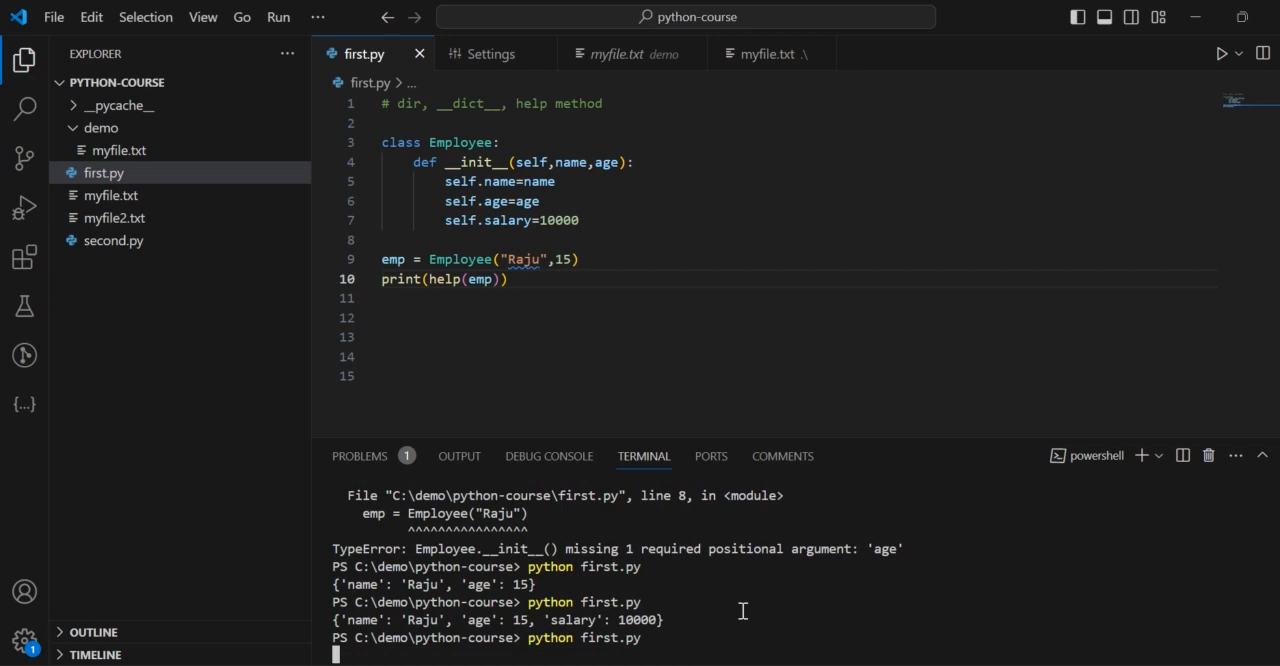 File Edit Selection View Go Run ··· python-course
EXPLORER ···
PYTHON-COURSE
__pycache__
demo
myfile.txt
first.py
myfile.txt
myfile2.txt
second.py
OUTLINE
TIMELINE
first.py Settings myfile.txt demo myfile.txt .\
first.py > ...
1 # dir, __dict__, help method
2
3 class Employee:
4 def __init__(self,name,age):
5 self.name=name
6 self.age=age
7 self.salary=10000
8
9 emp = Employee("Raju",15)
10 print(help(emp))
11
12
13
14
15
PROBLEMS 1 OUTPUT DEBUG CONSOLE TERMINAL PORTS COMMENTS powershell
File "C:\demo\python-course\first.py", line 8, in <module>
emp = Employee("Raju")
^^^^^^^^^^^^^^^^
TypeError: Employee.__init__() missing 1 required positional argument: 'age'
PS C:\demo\python-course> python first.py
{'name': 'Raju', 'age': 15}
PS C:\demo\python-course> python first.py
{'name': 'Raju', 'age': 15, 'salary': 10000}
PS C:\demo\python-course> python first.py
1